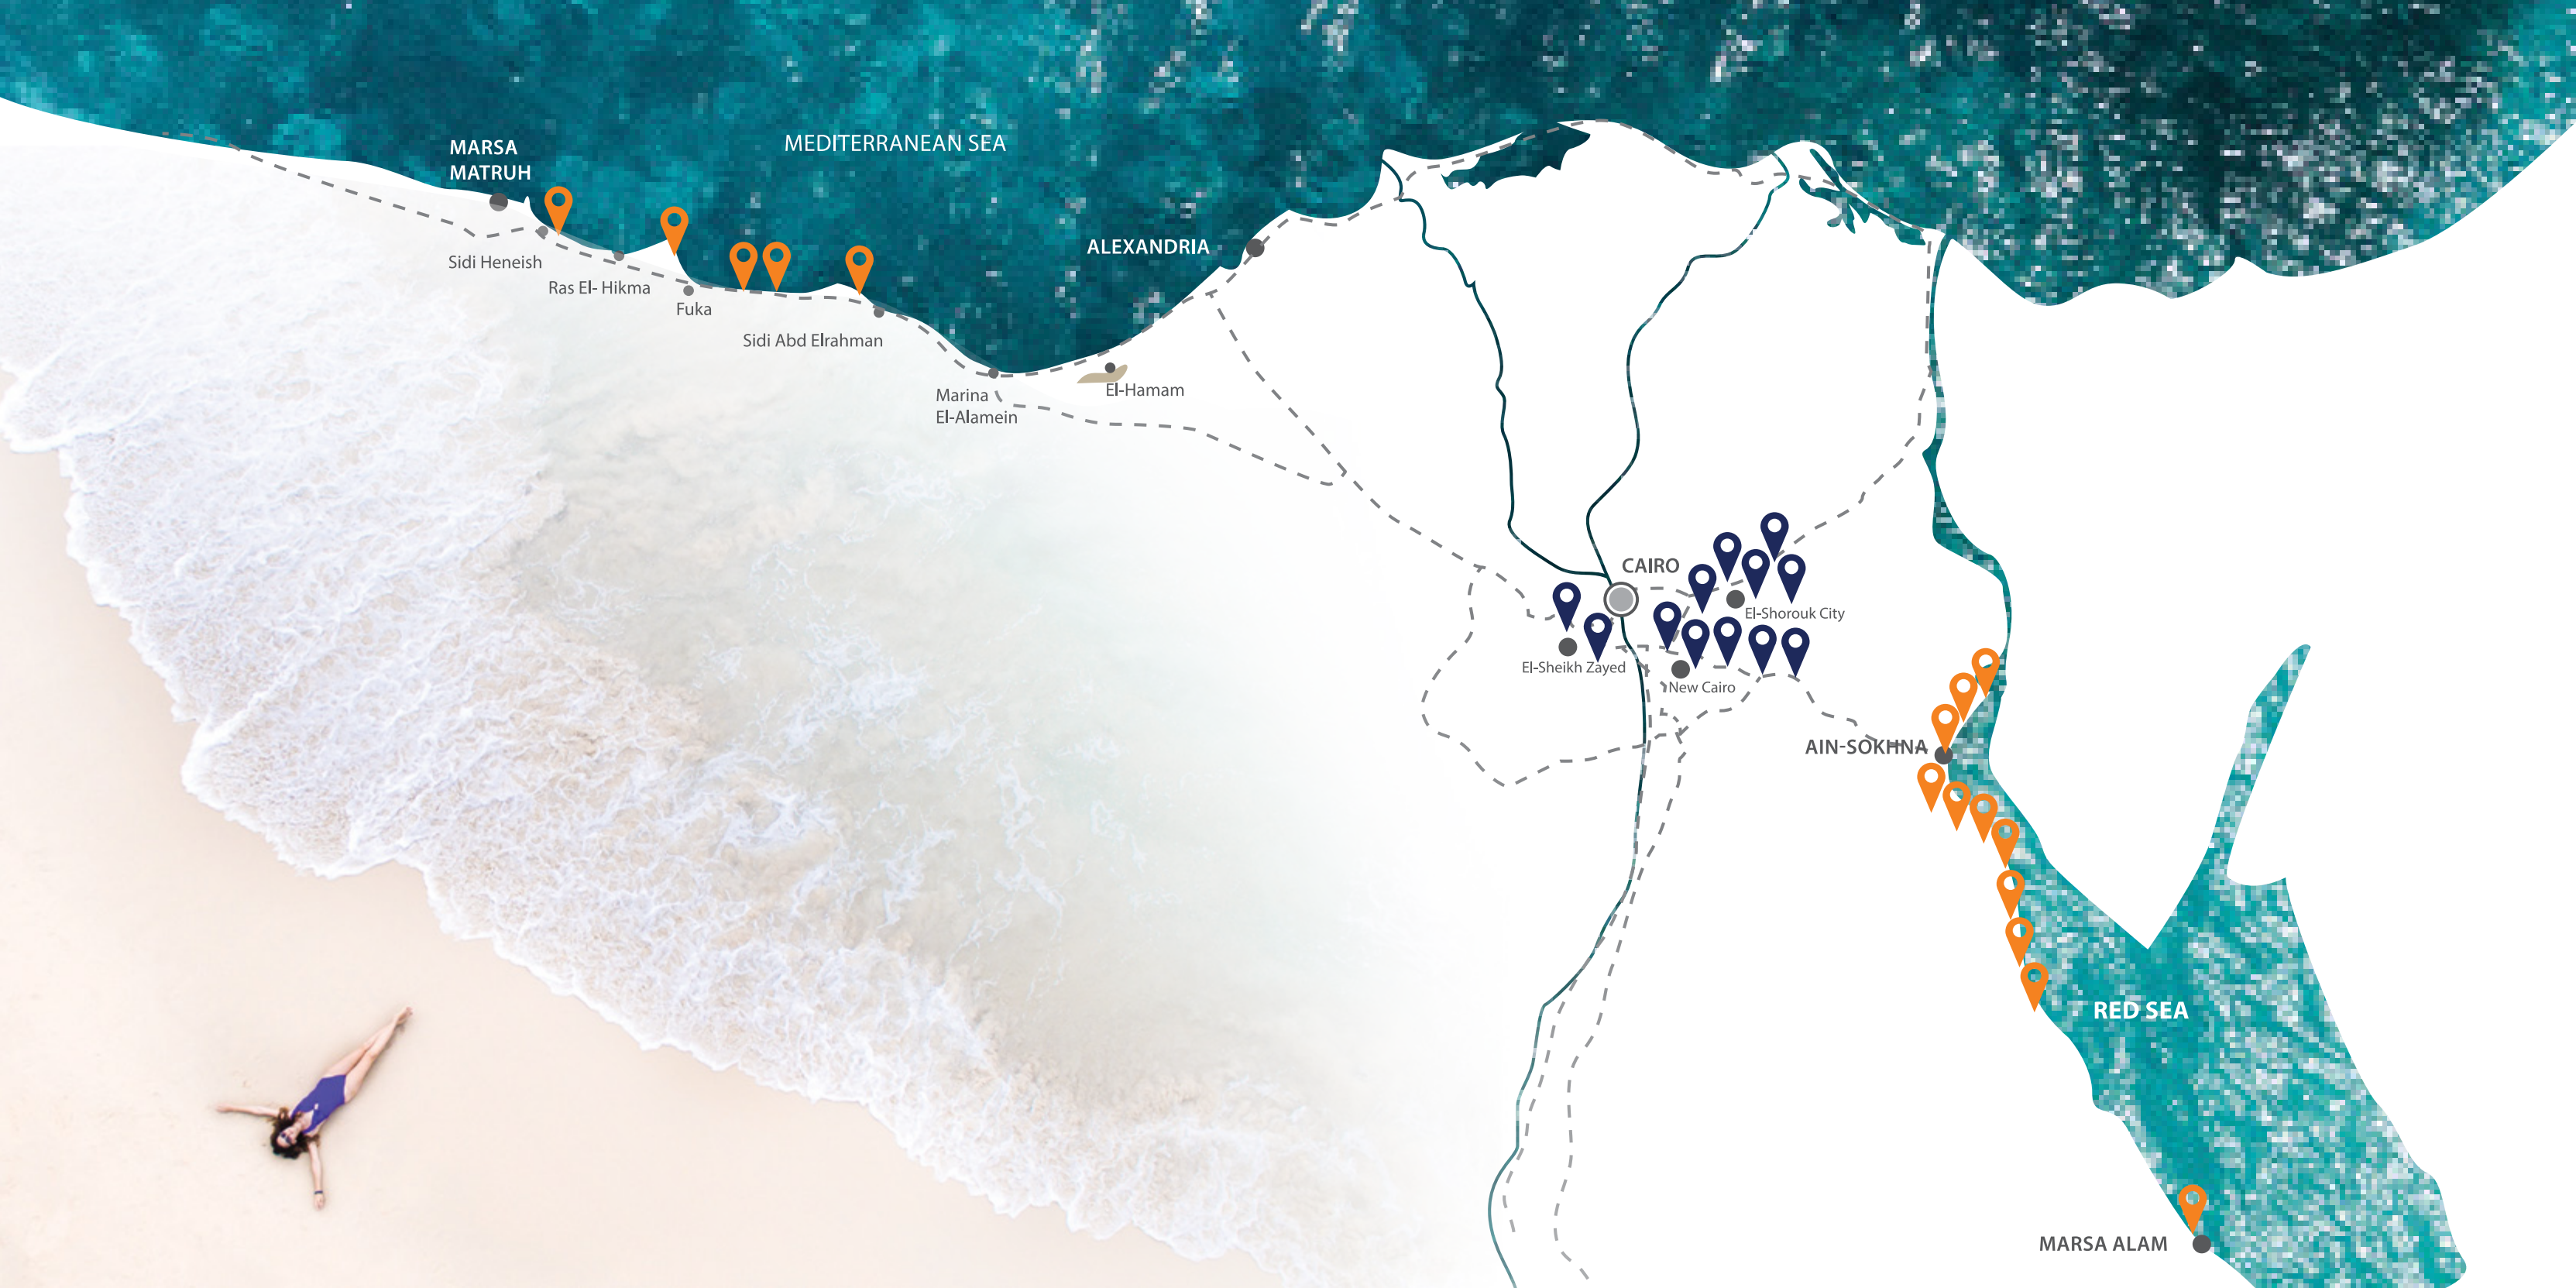 MEDITERRANEAN SEA
MARSA
MATRUH
Sidi Heneish
Ras El- Hikma
Fuka
Sidi Abd Elrahman
Marina
El-Alamein
El-Hamam
ALEXANDRIA
CAIRO
El-Shorouk City
El-Sheikh Zayed
New Cairo
AIN-SOKHNA
RED SEA
MARSA ALAM